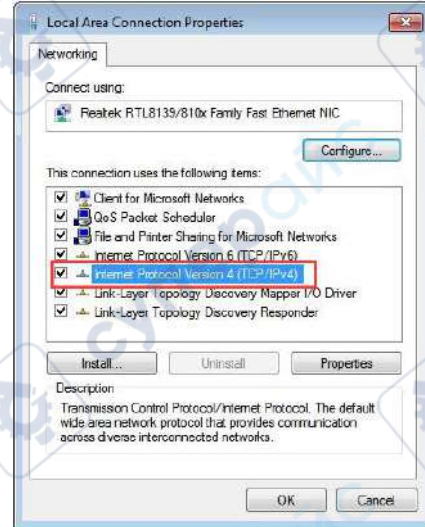 Local Area Connection Properties
Networking
Connect using:
Realtek RTL8139/810x Family Fast Ethernet NIC
Configure...
This connection uses the following items:
Client for Microsoft Networks
QoS Packet Scheduler
File and Printer Sharing for Microsoft Networks
Internet Protocol Version 6 (TCP/IPv6)
Internet Protocol Version 4 (TCP/IPv4)
Link-Layer Topology Discovery Mapper I/O Driver
Link-Layer Topology Discovery Responder
Install...
Uninstall
Properties
Description
Transmission Control Protocol/Internet Protocol. The default
wide area network protocol that provides communication
across diverse interconnected networks.
OK
Cancel